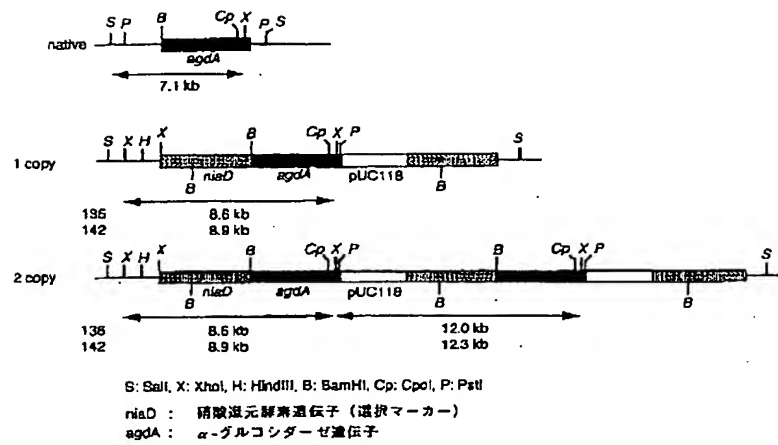 S P B Cp X P S
native
agdA
7.1 kb
S X H X B Cp X P S
1 copy
niaD agdA pUC118
B B
135 8.6 kb
142 8.9 kb
S X H X B Cp X P B Cp X P S
2 copy
niaD agdA pUC118
B B B
138 8.6 kb 12.0 kb
142 8.9 kb 12.3 kb
S: SalI, X: XhoI, H: HindIII, B: BamHI, Cp: CpoI, P: PstI
niaD : 硝酸還元酵素遺伝子 (選択マーカー)
agdA : α-グルコシダーゼ遺伝子